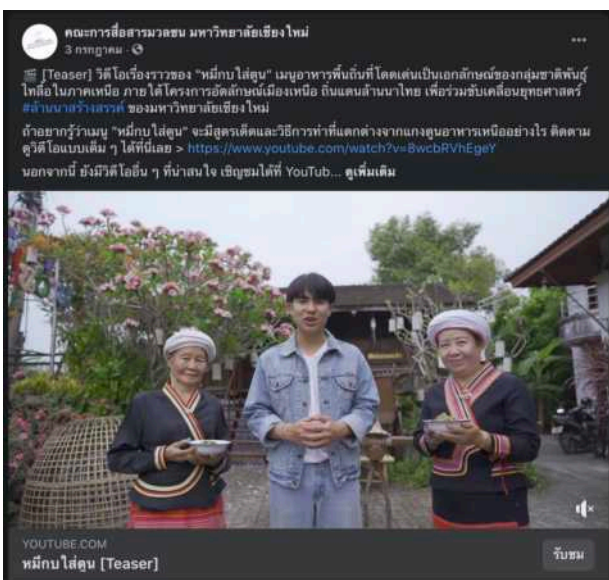 คณะการสื่อสารมวลชน มหาวิทยาลัยเชียงใหม่
3 กรกฎาคม ·
[Teaser] วิดีโอเรื่องราวของ "หมี่กบไส่ตูน" เมนูอาหารพื้นถิ่นที่โดดเด่นเป็นเอกลักษณ์ของกลุ่มชาติพันธุ์
ไทลื้อในภาคเหนือ ภายใต้โครงการอัตลักษณ์เมืองเหนือ ถิ่นแดนล้านนาไทย เพื่อร่วมขับเคลื่อนยุทธศาสตร์
#ล้านนาสร้างสรรค์ ของมหาวิทยาลัยเชียงใหม่
ถ้าอยากรู้ว่าเมนู "หมี่กบไส่ตูน" จะมีสูตรเด็ดและวิธีการทำที่แตกต่างจากแกงตูนอาหารเหนืออย่างไร ติดตาม
ดูวิดีโอแบบเต็ม ๆ ได้ที่นี่เลย > https://www.youtube.com/watch?v=8wcbRVhEgeY
นอกจากนี้ ยังมีวิดีโออื่น ๆ ที่น่าสนใจ เชิญชมได้ที่ YouTub... ดูเพิ่มเติม
YOUTUBE.COM
หมี่กบไส่ตูน [Teaser]
รับชม